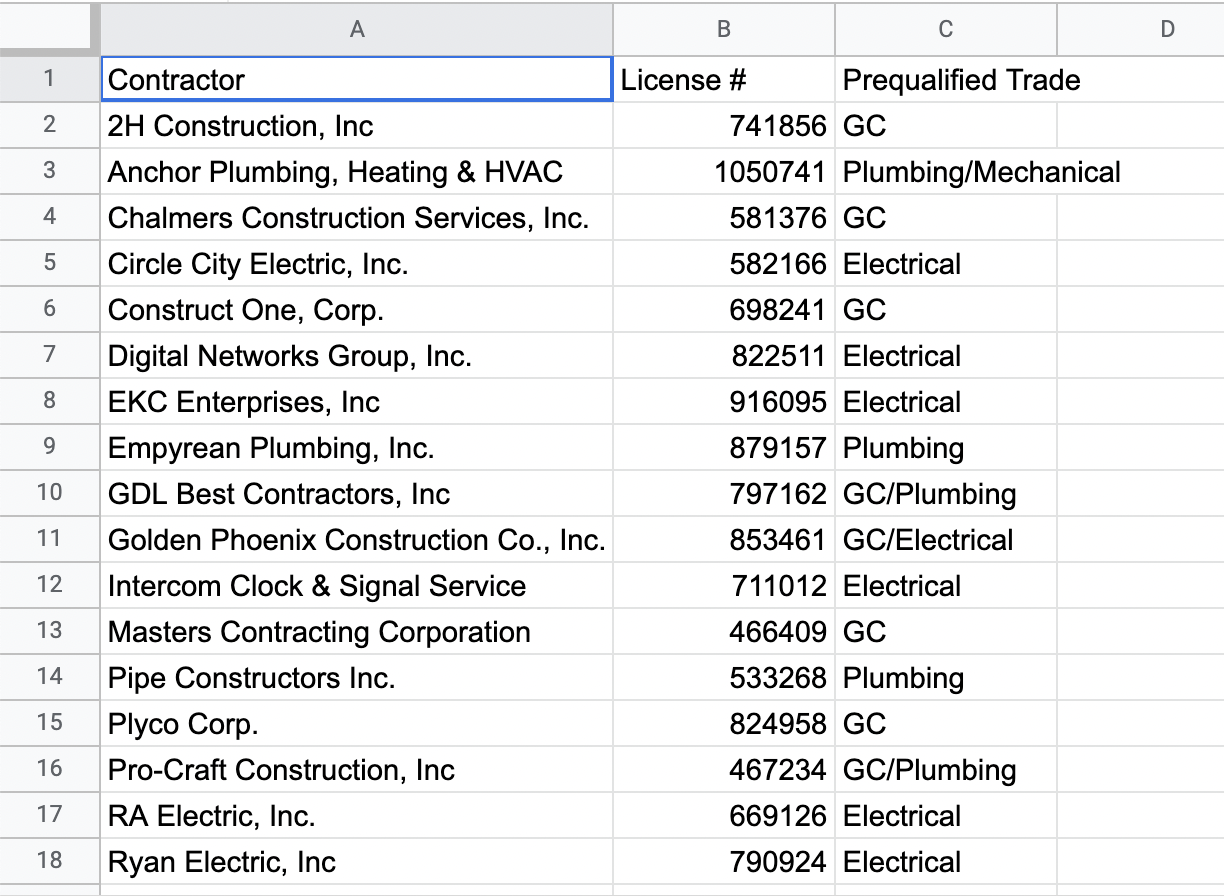 A B C D
1 Contractor License # Prequalified Trade
2 2H Construction, Inc 741856 GC
3 Anchor Plumbing, Heating & HVAC 1050741 Plumbing/Mechanical
4 Chalmers Construction Services, Inc. 581376 GC
5 Circle City Electric, Inc. 582166 Electrical
6 Construct One, Corp. 698241 GC
7 Digital Networks Group, Inc. 822511 Electrical
8 EKC Enterprises, Inc 916095 Electrical
9 Empyrean Plumbing, Inc. 879157 Plumbing
10 GDL Best Contractors, Inc 797162 GC/Plumbing
11 Golden Phoenix Construction Co., Inc. 853461 GC/Electrical
12 Intercom Clock & Signal Service 711012 Electrical
13 Masters Contracting Corporation 466409 GC
14 Pipe Constructors Inc. 533268 Plumbing
15 Plyco Corp. 824958 GC
16 Pro-Craft Construction, Inc 467234 GC/Plumbing
17 RA Electric, Inc. 669126 Electrical
18 Ryan Electric, Inc 790924 Electrical